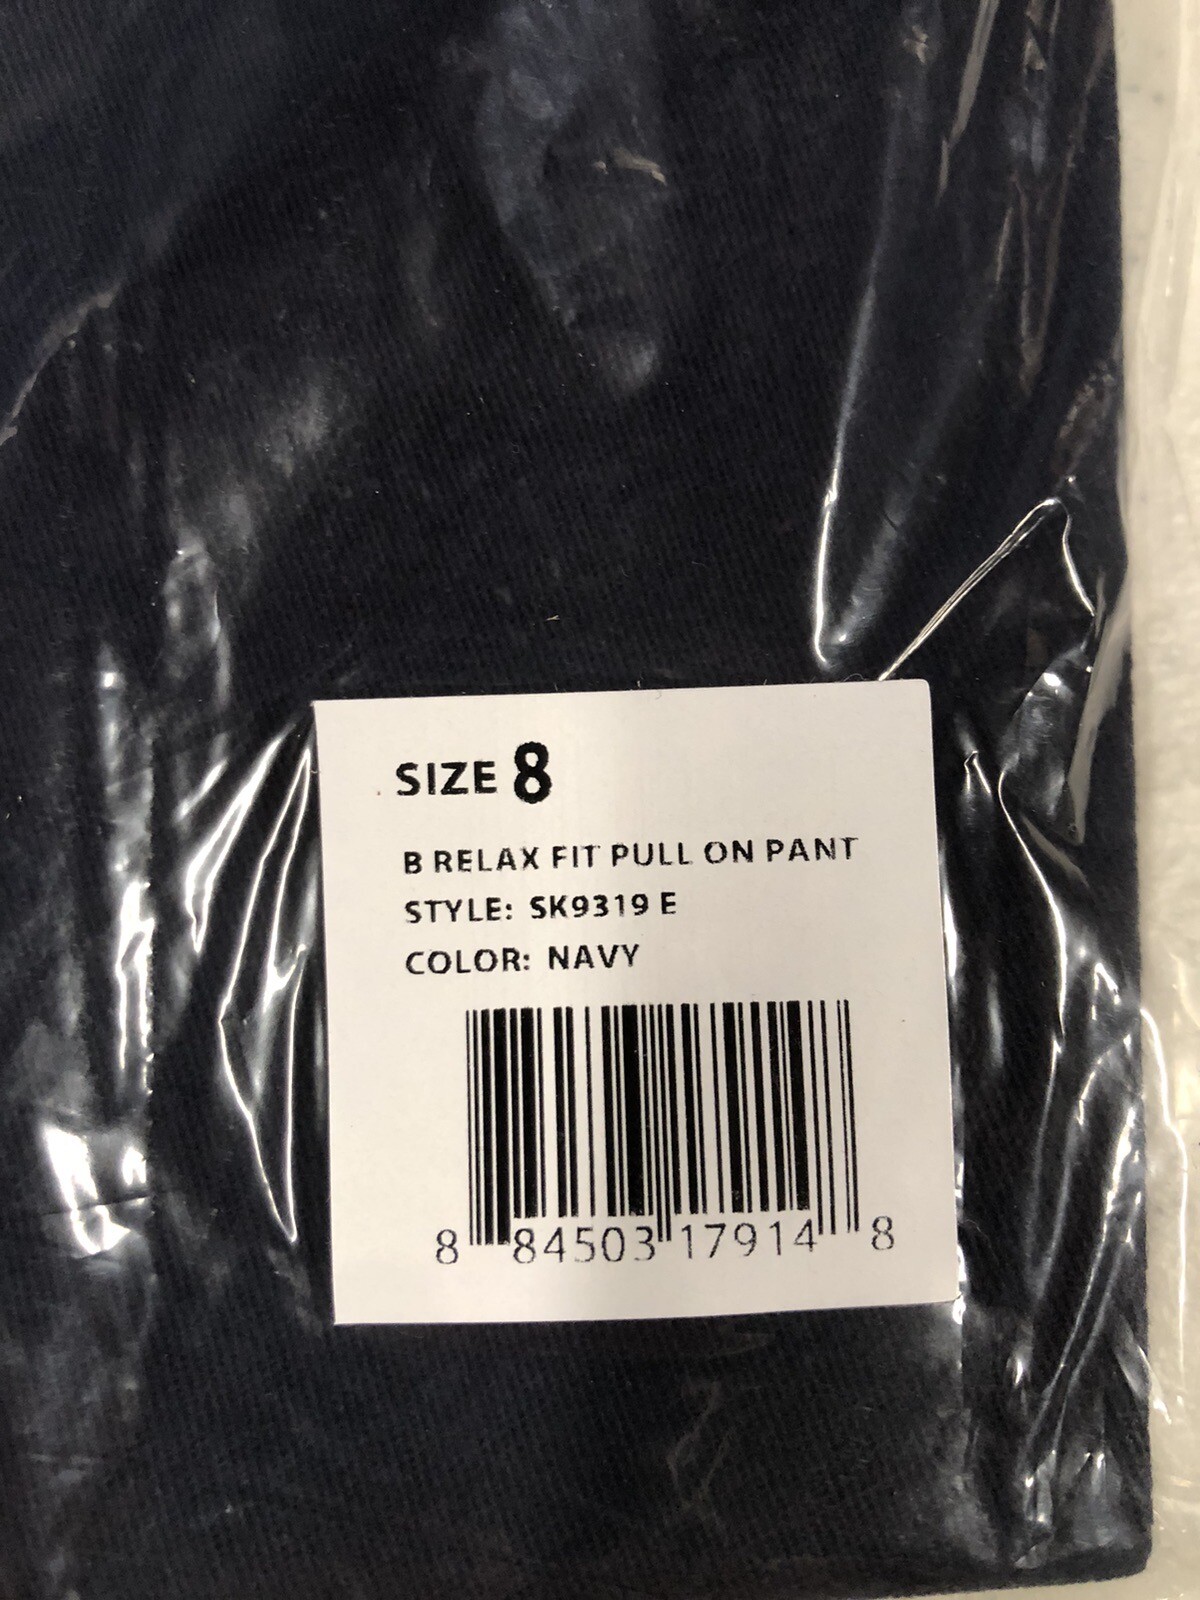 SIZE 8
B RELAX FIT PULL ON PANT
STYLE: SK9319 E
COLOR: NAVY
8 84503 17914 8